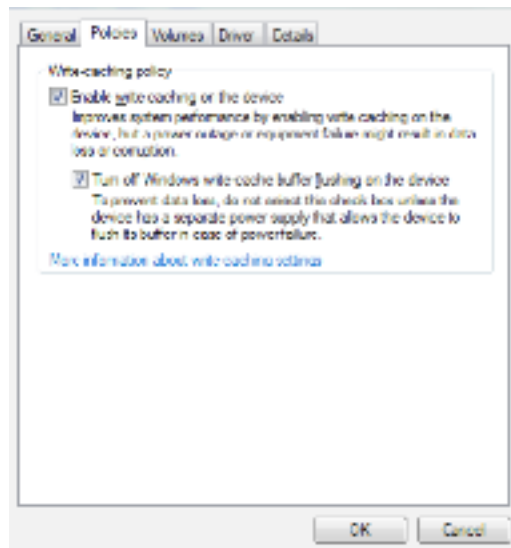 General Policies Volumes Driver Details
Write-caching policy
Enable write caching on the device
Improves system performance by enabling write caching on the
device, but a power outage or equipment failure might result in data
loss or corruption.
Turn off Windows write-cache buffer flushing on the device
To prevent data loss, do not select this check box unless the
device has a separate power supply that allows the device to
flush its buffer in case of power failure.
More information about write-caching settings
OK Cancel